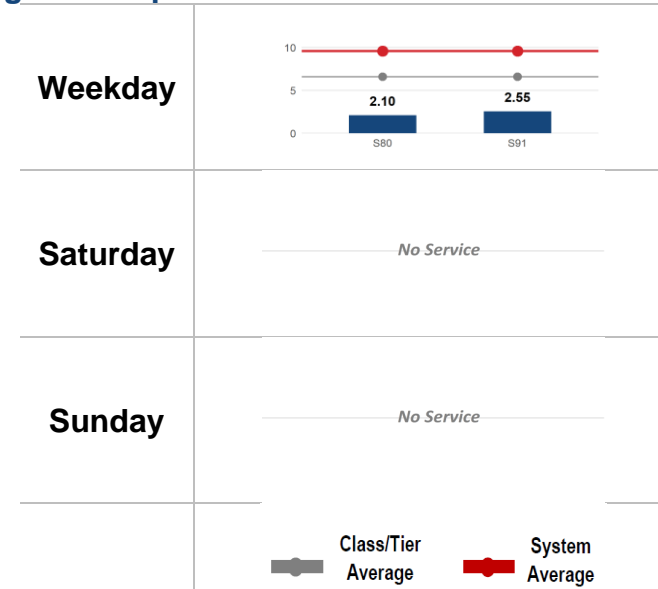 Weekday
10
5
0
2.10
2.55
S80
S91
Saturday
No Service
Sunday
No Service
Class/Tier
Average
System
Average